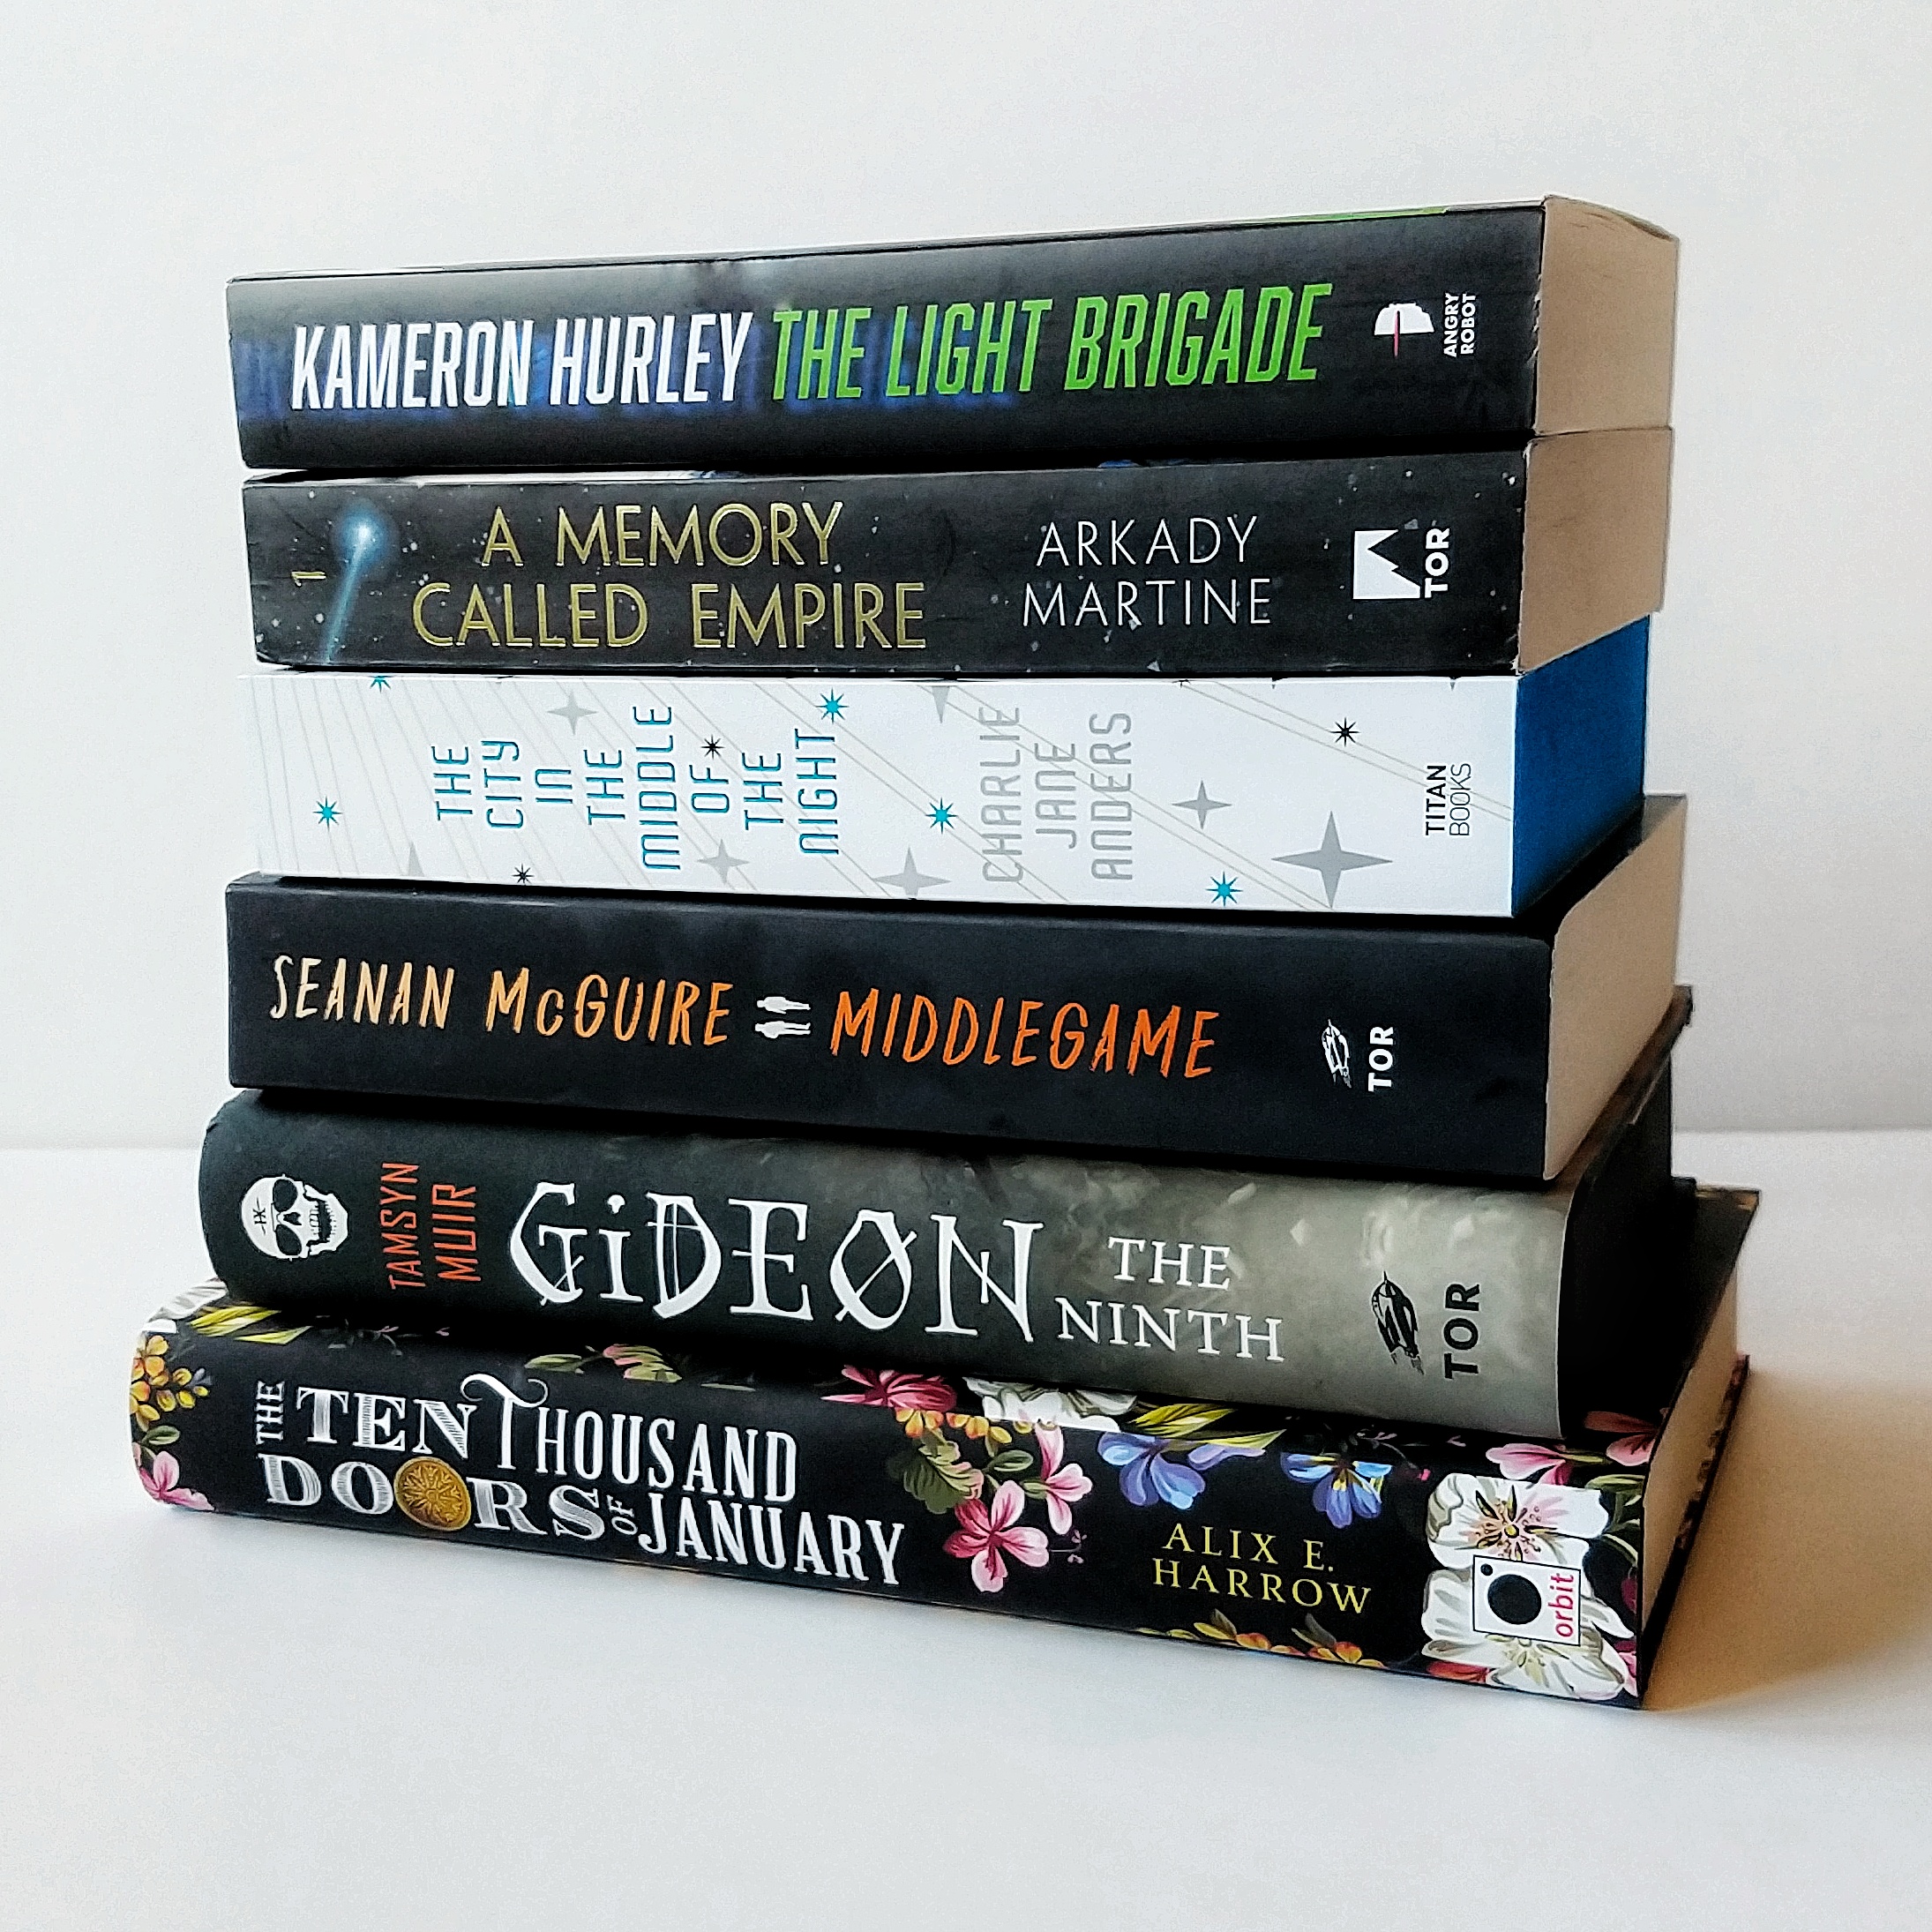 KAMERON HURLEY THE LIGHT BRIGADE
ANGRY
ROBOT
1
A MEMORY
CALLED EMPIRE
ARKADY
MARTINE
TOR
THE
CITY
IN
THE
MIDDLE
OF
THE
NIGHT
CHARLIE
JANE
ANDERS
TITAN
BOOKS
SEANAN McGUIRE MIDDLEGAME
TOR
IX
TAMSYN
MUIR
GiDEON
THE
NINTH
TOR
THE TEN THOUSAND
DOORS OF JANUARY
ALIX E.
HARROW
orbit